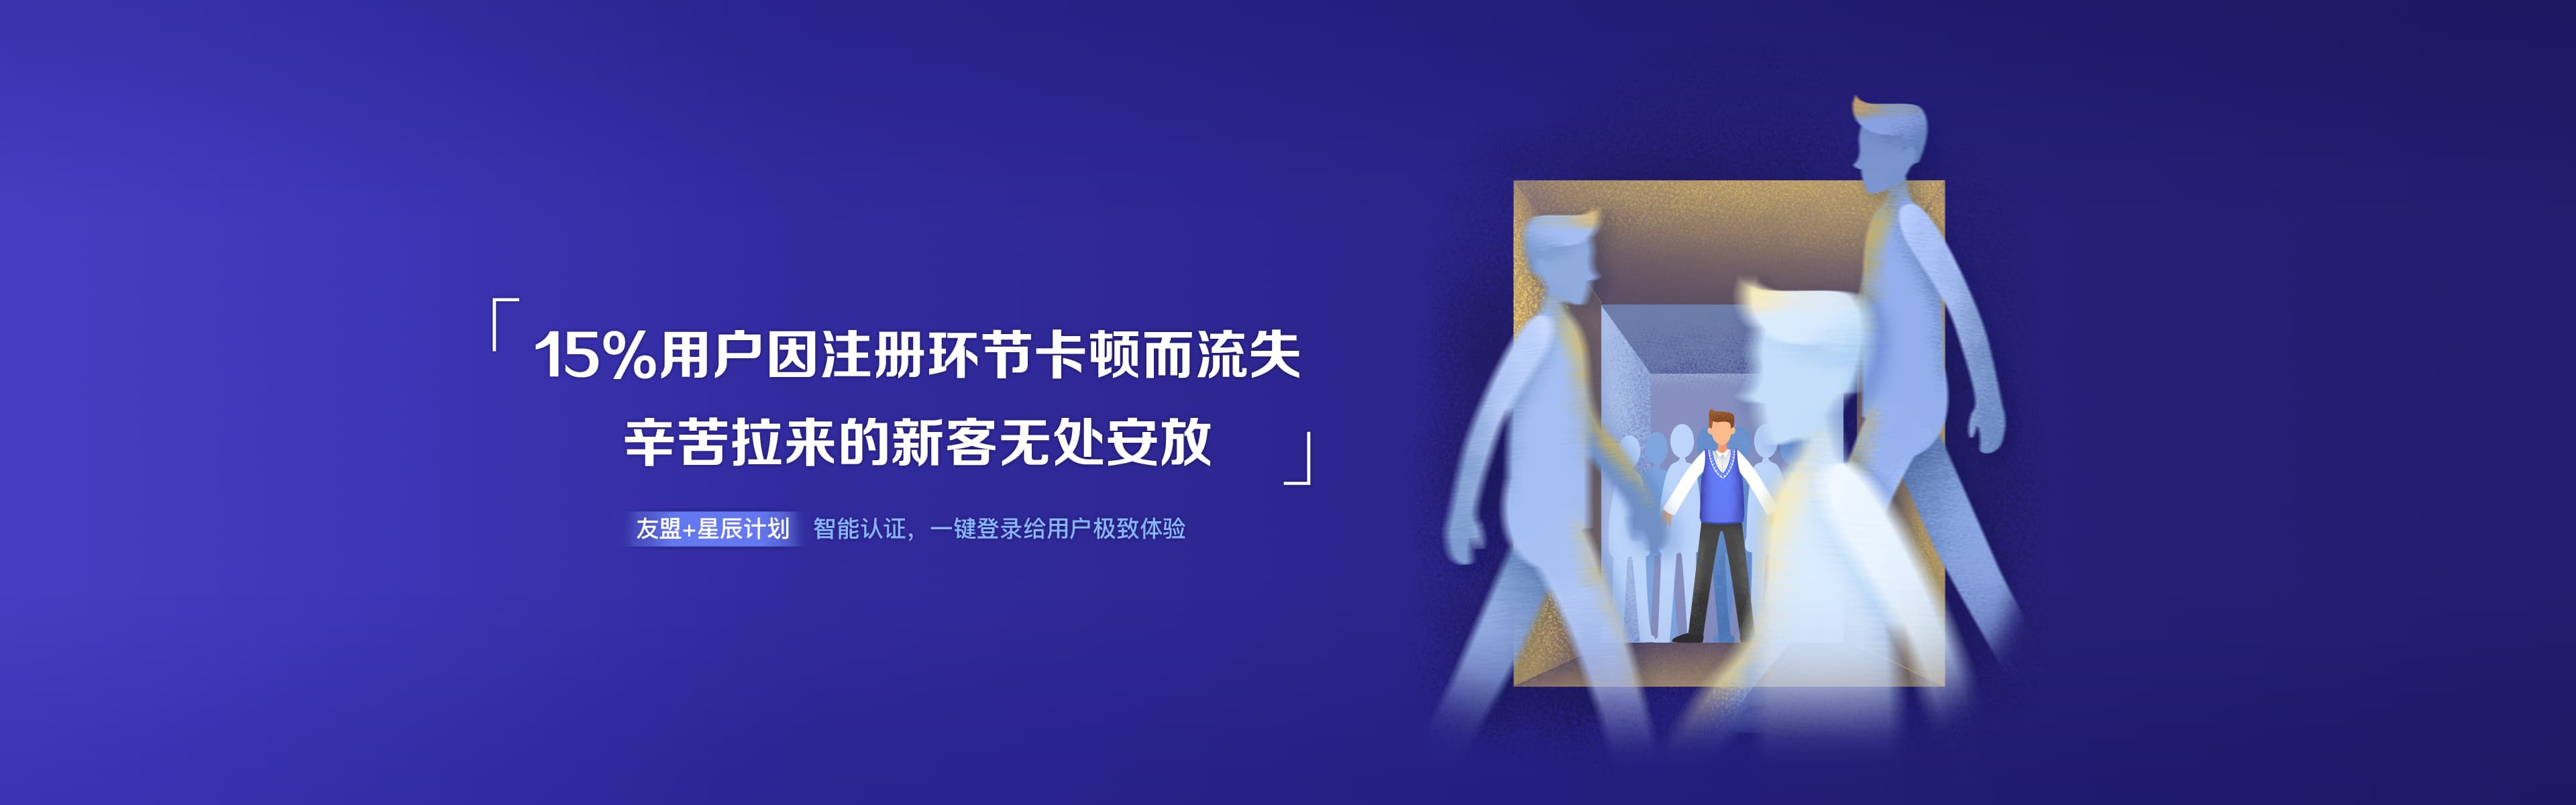 「15%用户因注册环节卡顿而流失
辛苦拉来的新客无处安放」
友盟+星辰计划 智能认证，一键登录给用户极致体验